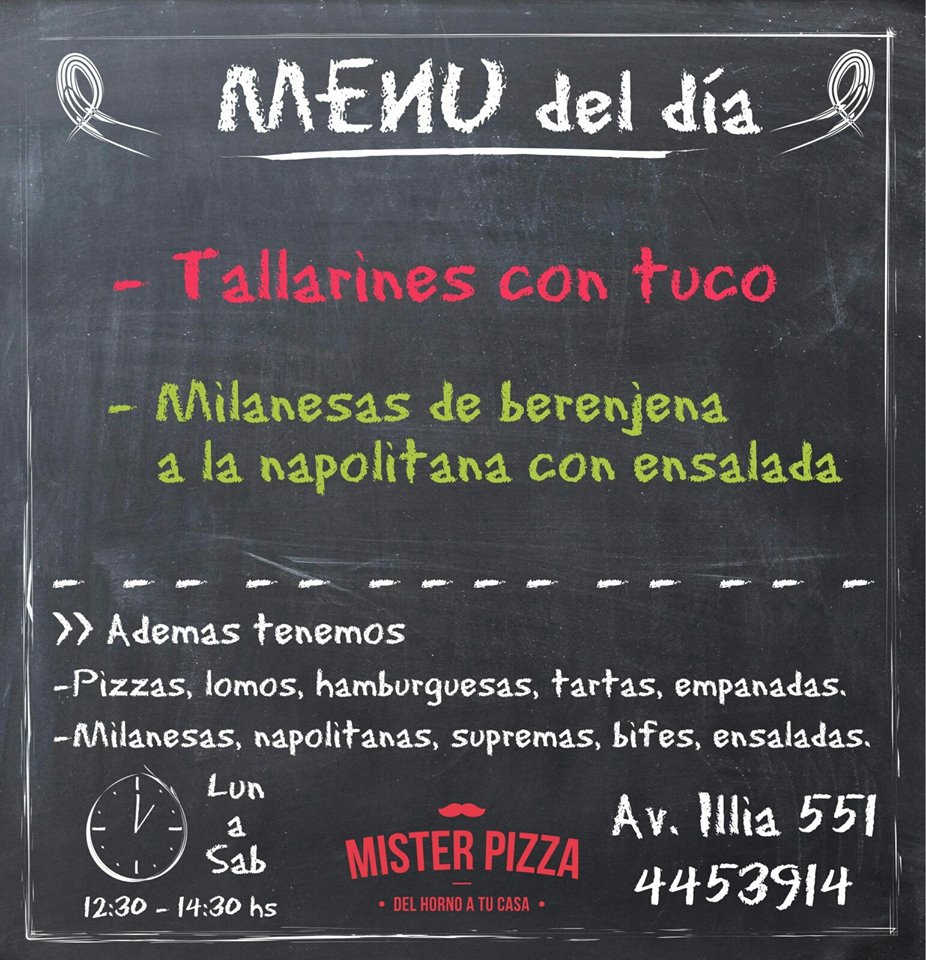 MENU del día
- Tallarines con tuco
- Milanesas de berenjena
a la napolitana con ensalada
>> Ademas tenemos
-Pizzas, lomos, hamburguesas, tartas, empanadas.
-Milanesas, napolitanas, supremas, bifes, ensaladas.
Lun
a
Sab
12:30 - 14:30 hs
MISTER PIZZA
• DEL HORNO A TU CASA •
Av. Illia 551
4453914